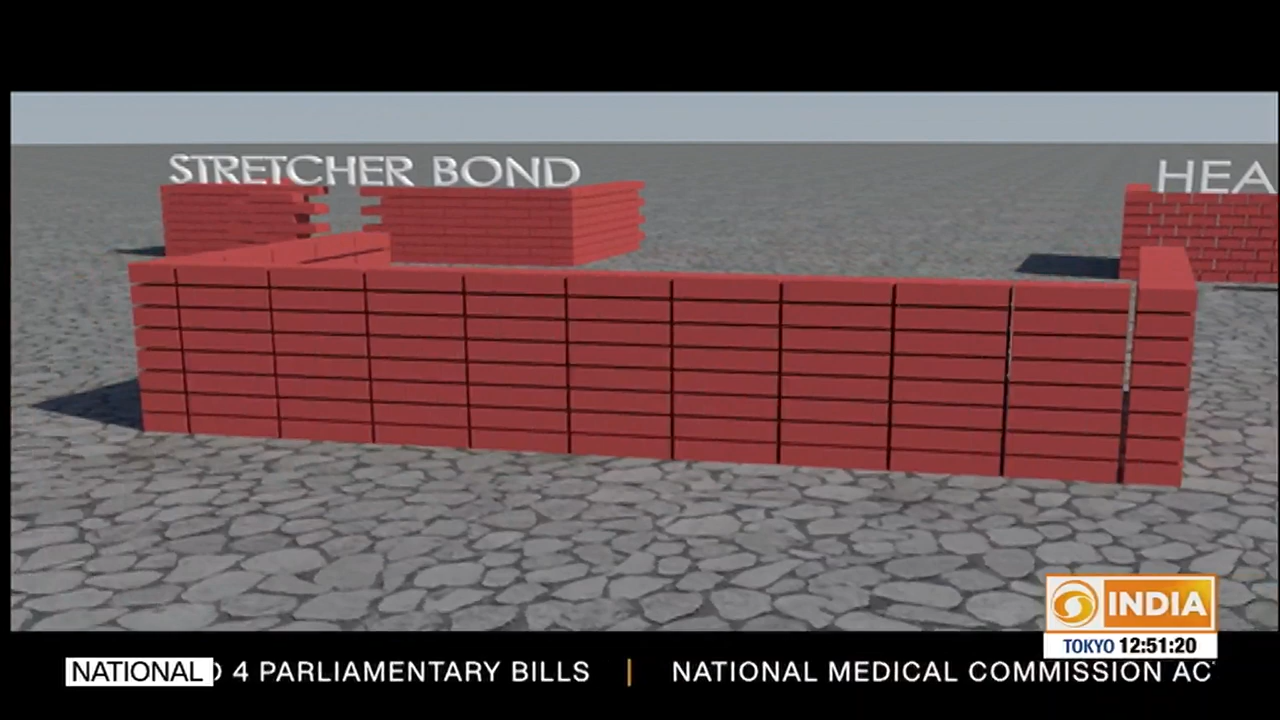 STRETCHER BOND
HEA
INDIA
TOKYO 12:51:20
NATIONAL 4 PARLIAMENTARY BILLS | NATIONAL MEDICAL COMMISSION AC